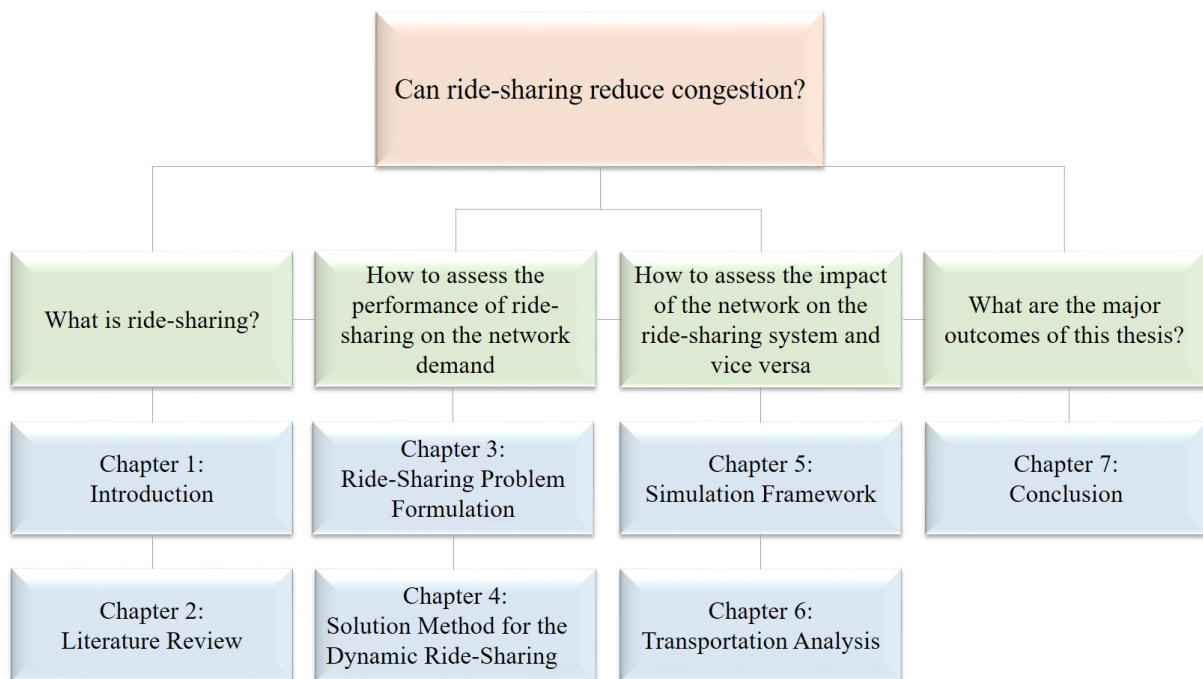 Can ride-sharing reduce congestion?
What is ride-sharing?
How to assess the
performance of ride-
sharing on the network
demand
How to assess the impact
of the network on the
ride-sharing system and
vice versa
What are the major
outcomes of this thesis?
Chapter 1:
Introduction
Chapter 3:
Ride-Sharing Problem
Formulation
Chapter 5:
Simulation Framework
Chapter 7:
Conclusion
Chapter 2:
Literature Review
Chapter 4:
Solution Method for the
Dynamic Ride-Sharing
Chapter 6:
Transportation Analysis